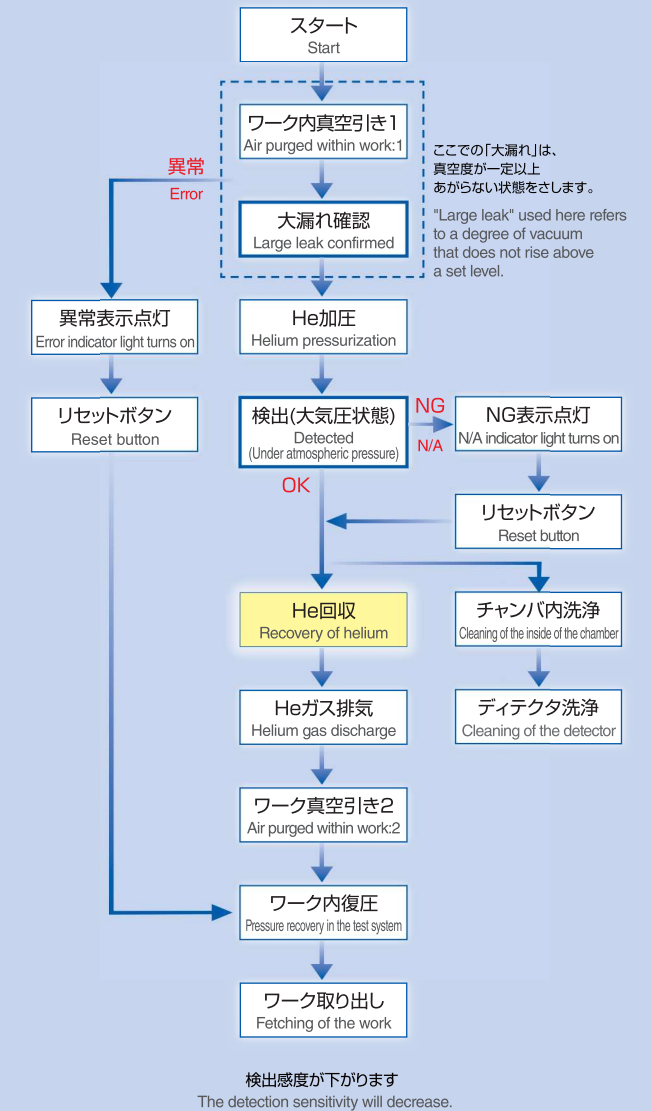 スタート
Start
ワーク内真空引き1
Air purged within work:1
ここでの「大漏れ」は、
真空度が一定以上
あがらない状態をさします。
"Large leak" used here refers
to a degree of vacuum
that does not rise above
a set level.
異常
Error
大漏れ確認
Large leak confirmed
異常表示点灯
Error indicator light turns on
He加圧
Helium pressurization
リセットボタン
Reset button
検出(大気圧状態)
Detected
(Under atmospheric pressure)
NG
N/A
NG表示点灯
N/A indicator light turns on
OK
リセットボタン
Reset button
He回収
Recovery of helium
チャンバ内洗浄
Cleaning of the inside of the chamber
Heガス排気
Helium gas discharge
ディテクタ洗浄
Cleaning of the detector
ワーク真空引き2
Air purged within work:2
ワーク内復圧
Pressure recovery in the test system
ワーク取り出し
Fetching of the work
検出感度が下がります
The detection sensitivity will decrease.